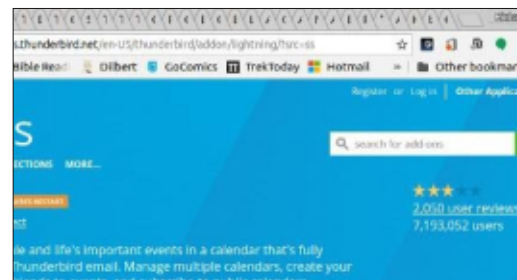 s.thunderbird.net/en-US/thunderbird/addon/lightning/?src=ss
Bible Read Dilbert GoComics TrekToday Hotmail » Other bookmar
Register or Log in | Other Applica
S
ECTIONS MORE...
search for add-ons
2,050 user reviews
7,193,052 users
le and life's important events in a calendar that's fully
Thunderbird email. Manage multiple calendars, create your